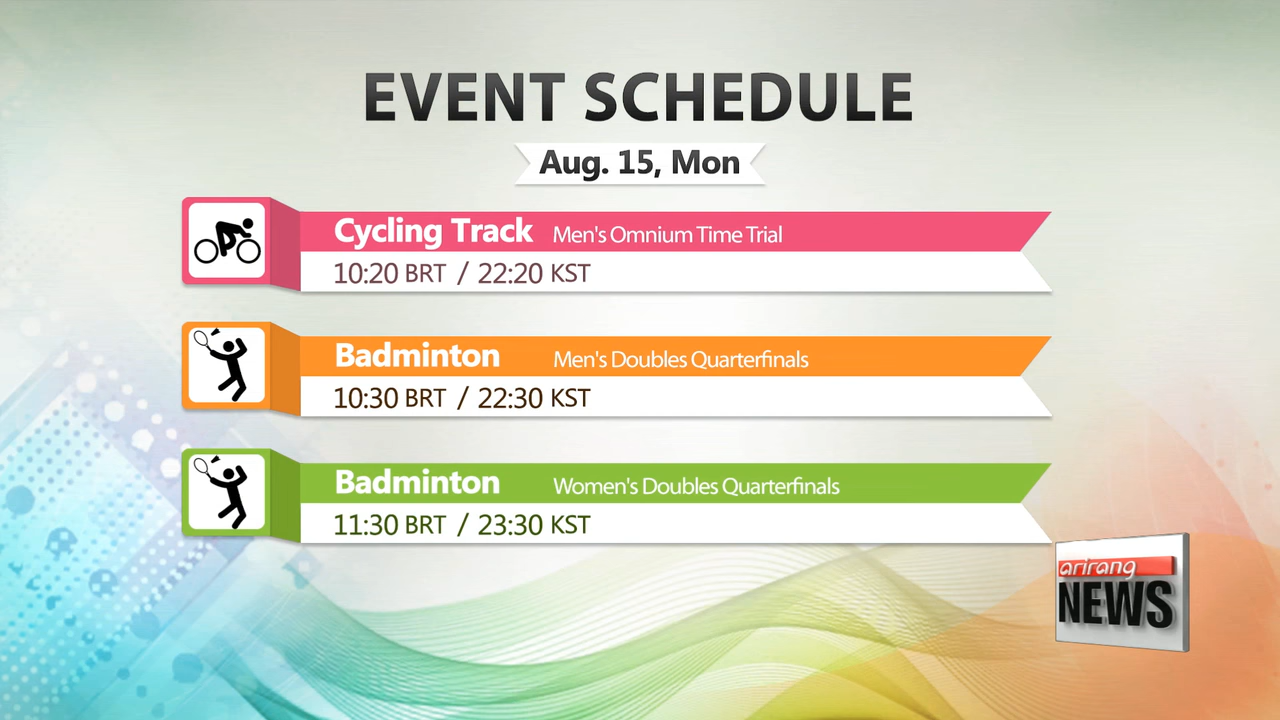 EVENT SCHEDULE
Aug. 15, Mon
Cycling Track Men's Omnium Time Trial
10:20 BRT / 22:20 KST
Badminton Men's Doubles Quarterfinals
10:30 BRT / 22:30 KST
Badminton Women's Doubles Quarterfinals
11:30 BRT / 23:30 KST
arirang
NEWS